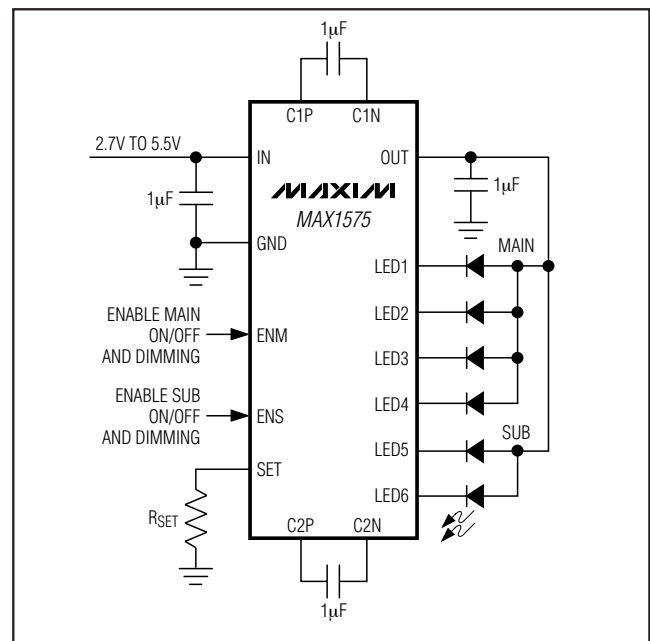 1µF
C1P C1N
2.7V TO 5.5V
IN
OUT
1µF
1µF
MAXIM
MAX1575
GND
MAIN
LED1
ENABLE MAIN
ON/OFF
AND DIMMING
ENM
LED2
LED3
ENABLE SUB
ON/OFF
AND DIMMING
ENS
LED4
SUB
LED5
SET
LED6
RSET
C2P C2N
1µF